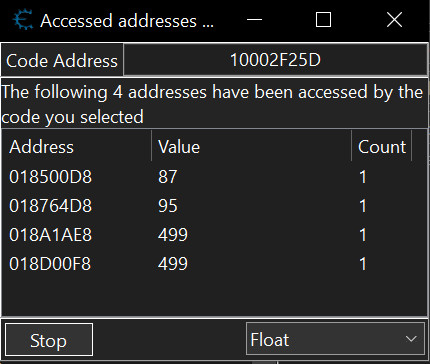 Accessed addresses ...
Code Address 10002F25D
The following 4 addresses have been accessed by the
code you selected
Address Value Count
018500D8 87 1
018764D8 95 1
018A1AE8 499 1
018D00F8 499 1
Stop Float